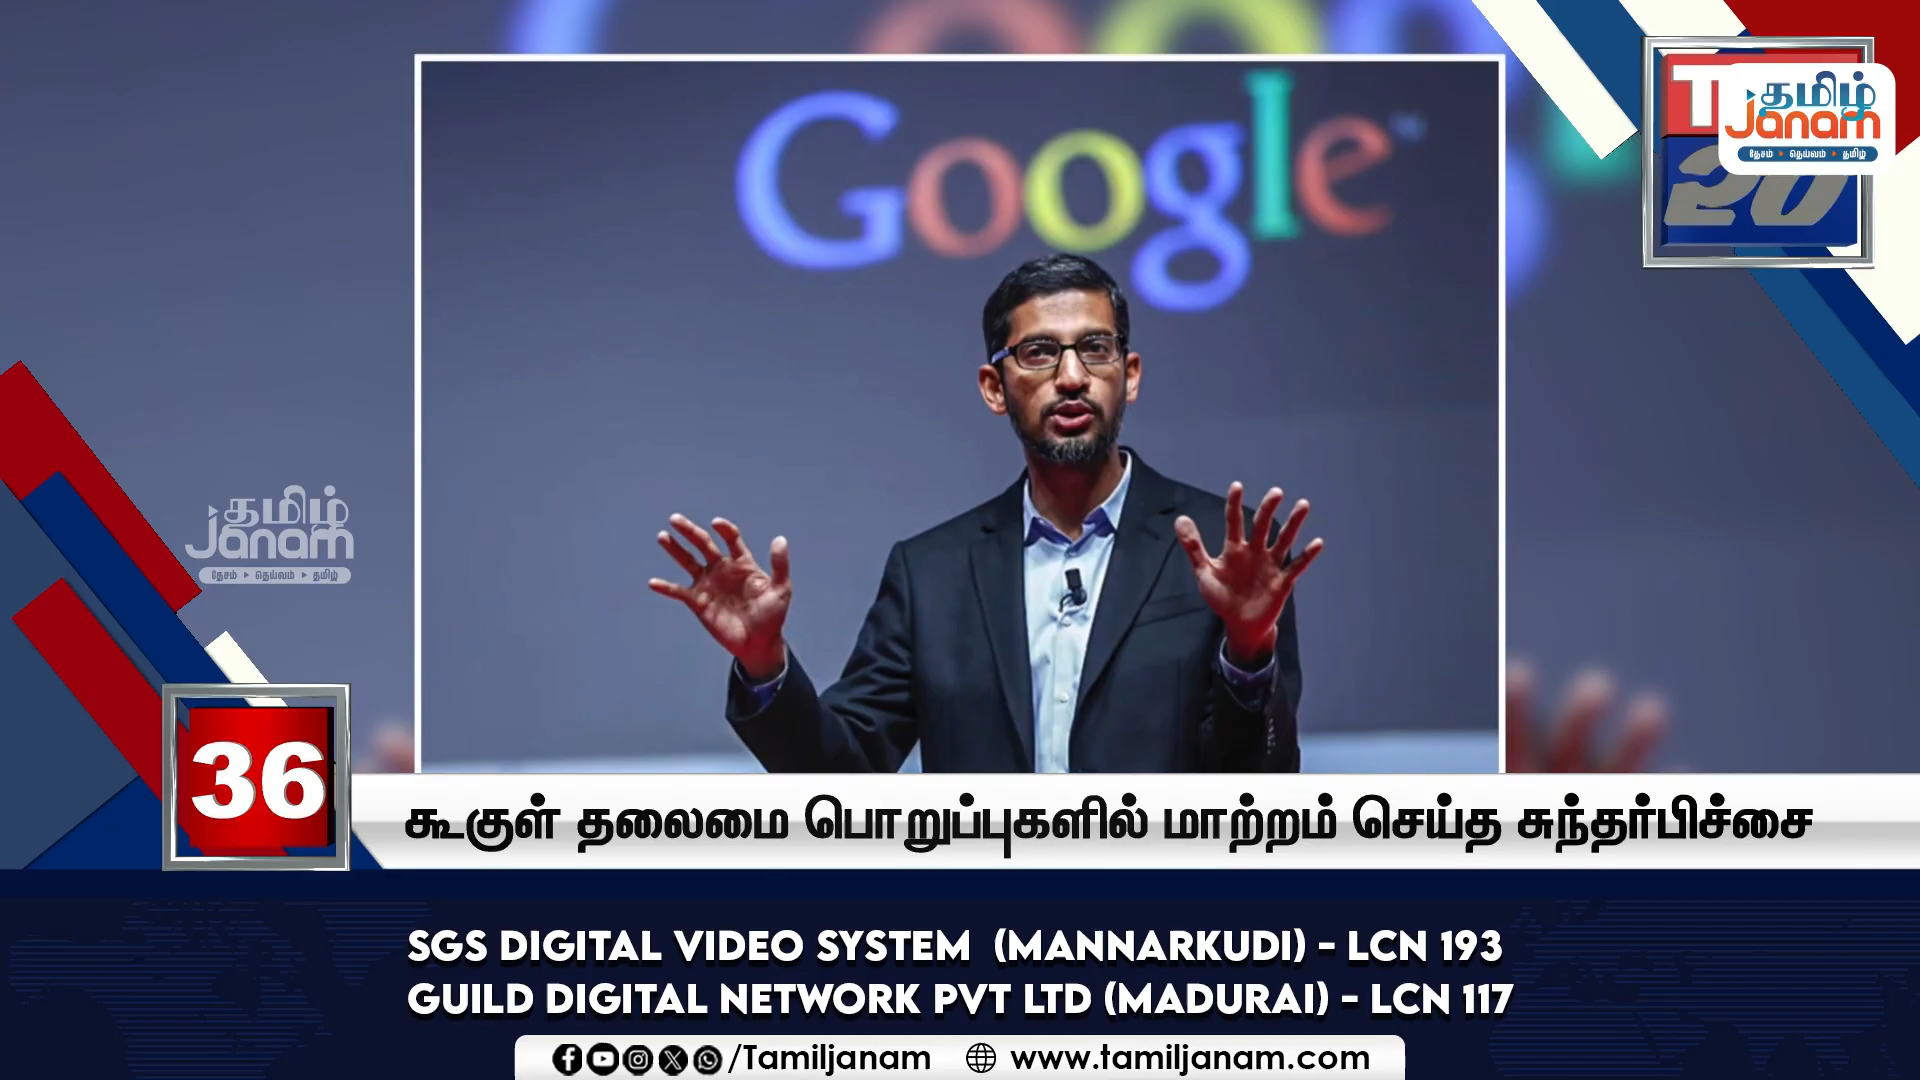 Google
T
தமிழ்
Janam
தேசம் தெய்வம் தமிழ்
20
தமிழ்
Janam
தேசம் தெய்வம் தமிழ்
36
கூகுள் தலைமை பொறுப்புகளில் மாற்றம் செய்த சுந்தர்பிச்சை
SGS DIGITAL VIDEO SYSTEM (MANNARKUDI) - LCN 193
GUILD DIGITAL NETWORK PVT LTD (MADURAI) - LCN 117
/Tamiljanam www.tamiljanam.com